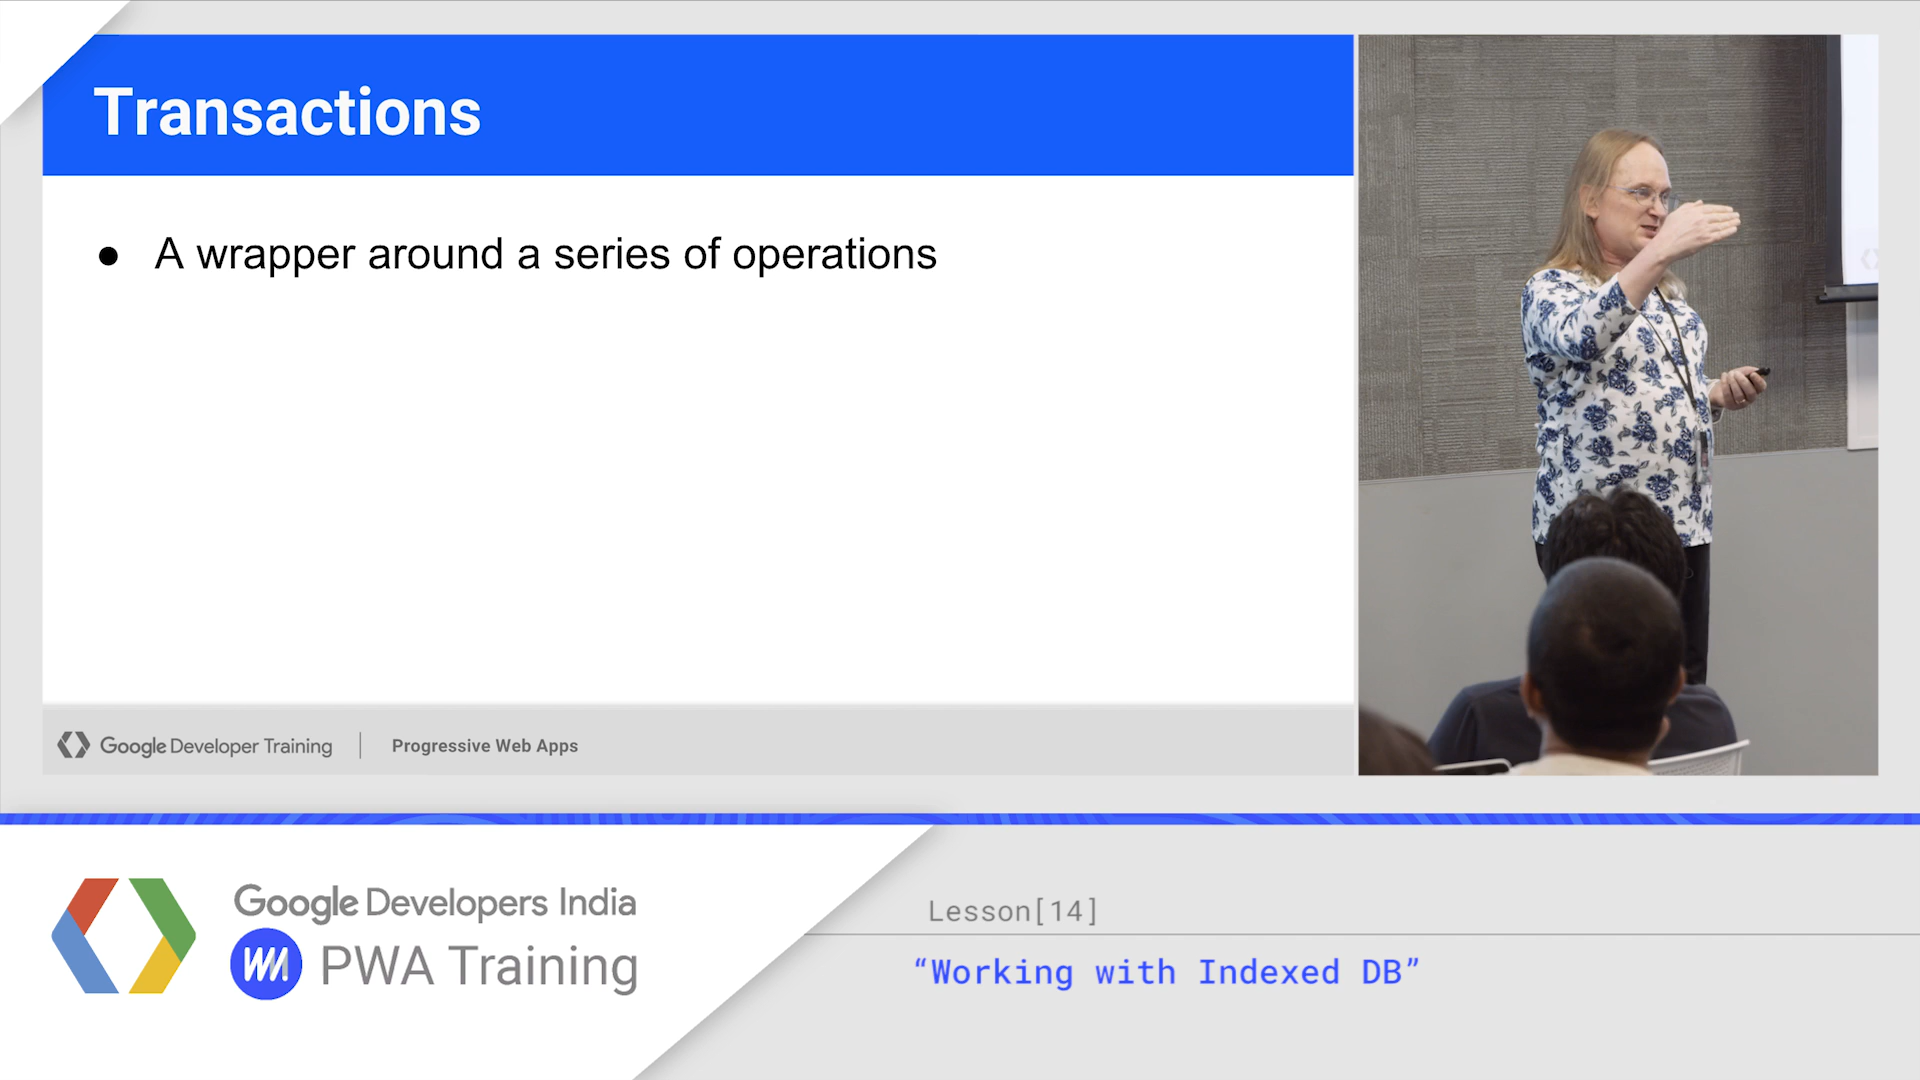 Transactions
● A wrapper around a series of operations
Google Developer Training | Progressive Web Apps
Google Developers India
PWA Training
Lesson[14]
“Working with Indexed DB”